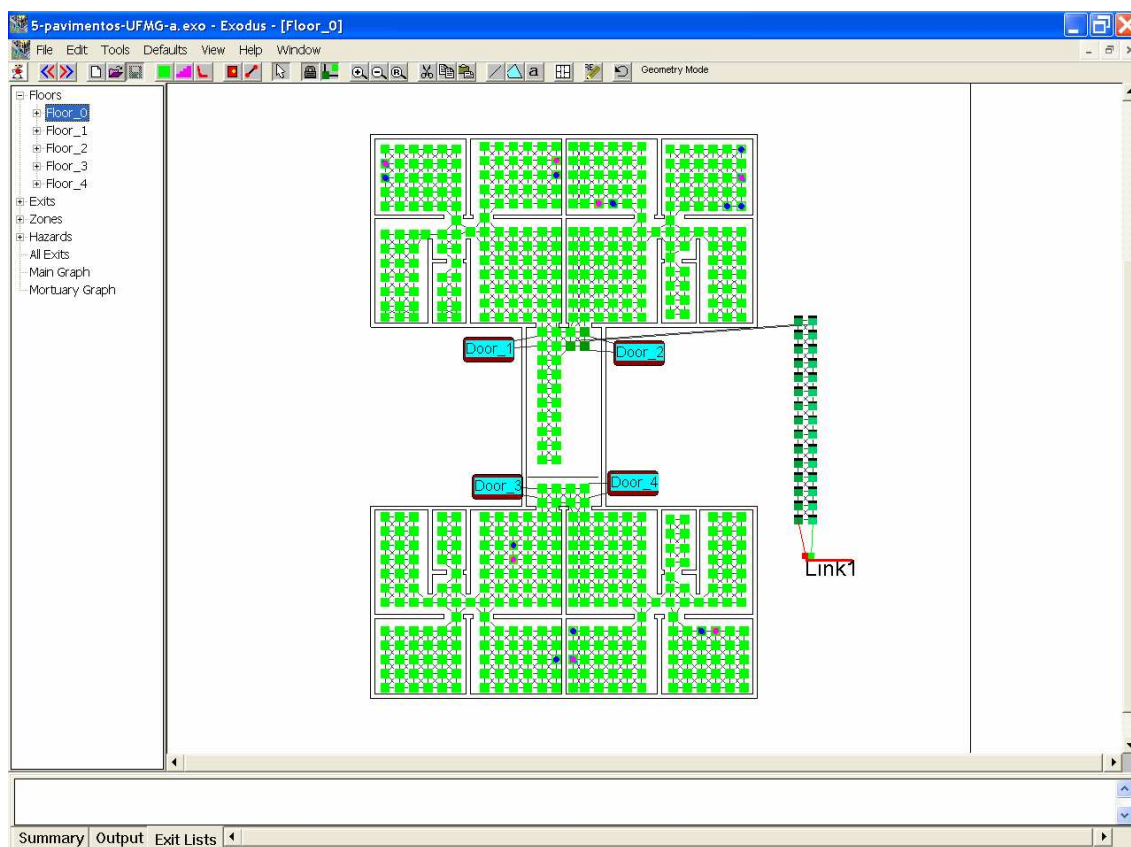 5-pavimentos-UFMG-a.exo - Exodus - [Floor_0]
File Edit Tools Defaults View Help Window
a
R
Geometry Mode
Floors
Floor_0
Floor_1
Floor_2
Floor_3
Floor_4
Exits
Zones
Hazards
All Exits
Main Graph
Mortuary Graph
Door_1
Door_2
Door_3
Door_4
Link1
Summary Output Exit Lists